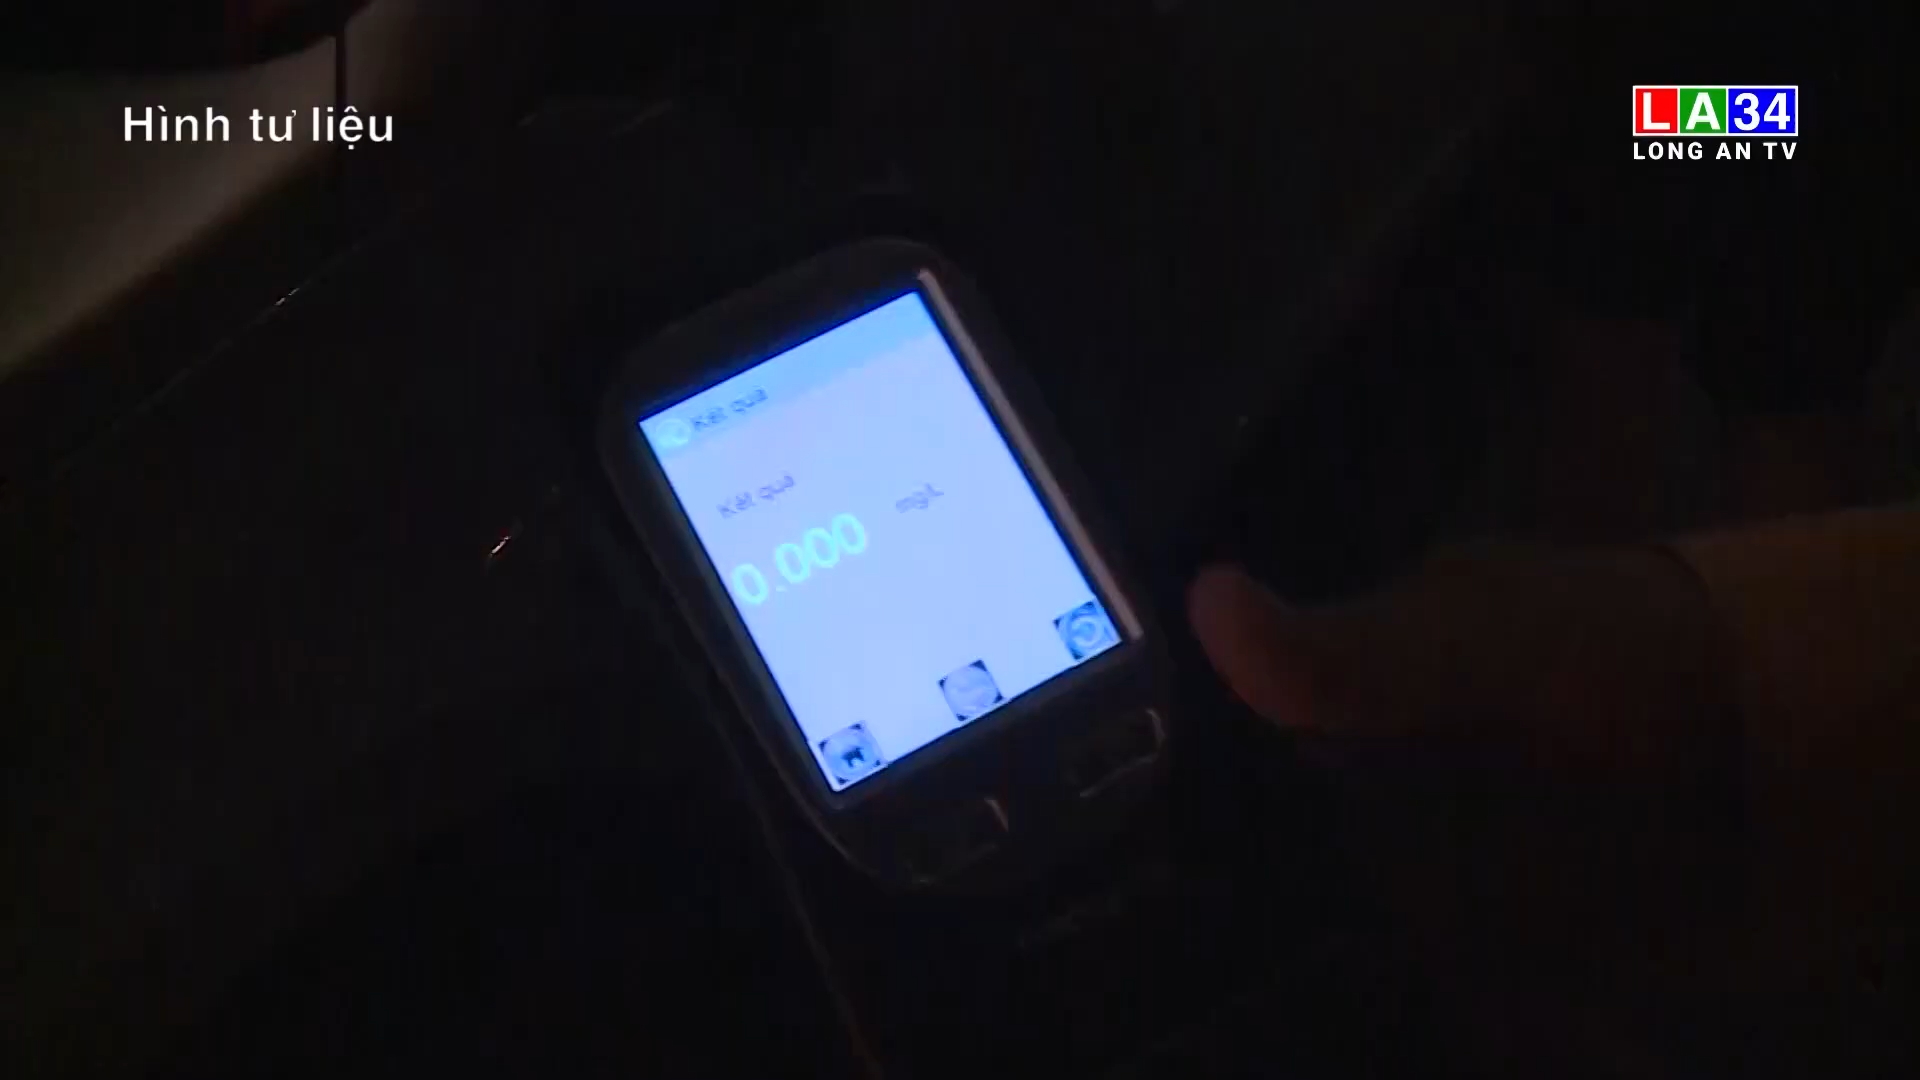 Hình tư liệu
LA34
LONG AN TV
Kết quả
Kết quả
mg/L
0.000